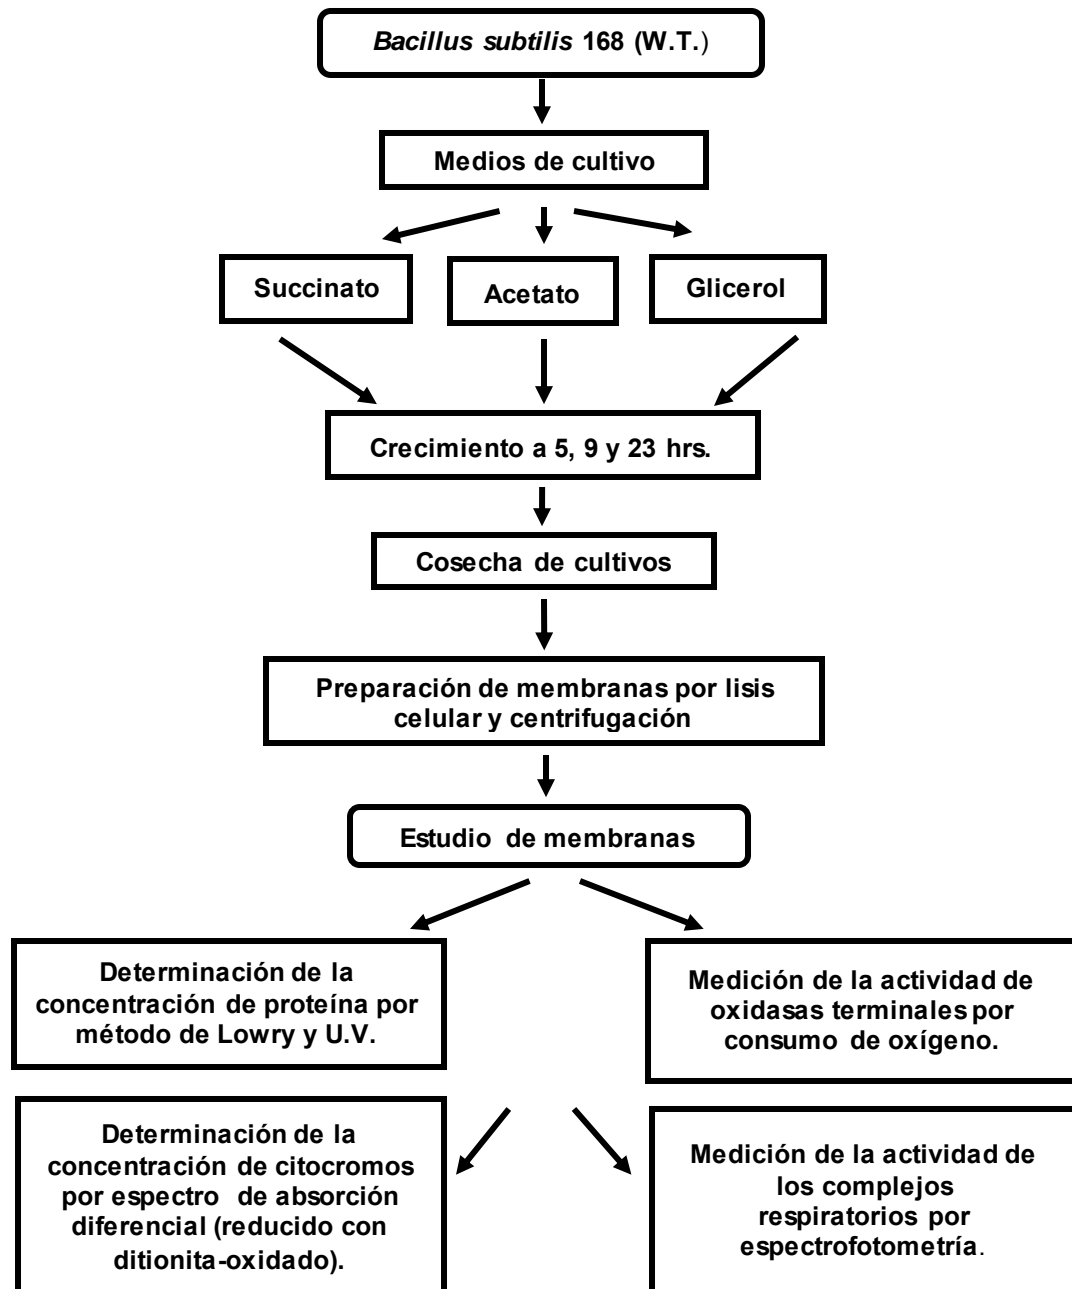 Bacillus subtilis 168 (W.T.)
Medios de cultivo
Succinato
Acetato
Glicerol
Crecimiento a 5, 9 y 23 hrs.
Cosecha de cultivos
Preparación de membranas por lisis
celular y centrifugación
Estudio de membranas
Determinación de la
concentración de proteína por
método de Lowry y U.V.
Medición de la actividad de
oxidasas terminales por
consumo de oxígeno.
Determinación de la
concentración de citocromos
por espectro de absorción
diferencial (reducido con
ditionita-oxidado).
Medición de la actividad de
los complejos
respiratorios por
espectrofotometría.